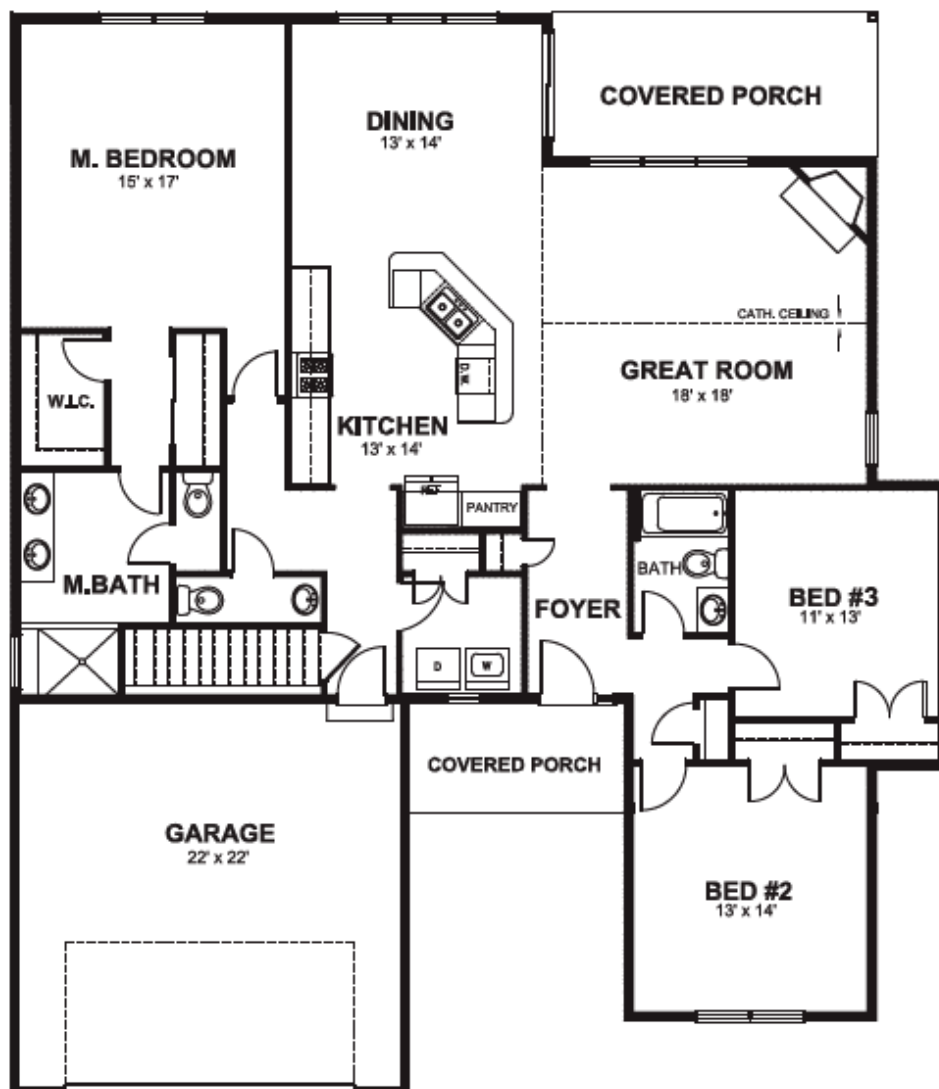 COVERED PORCH
DINING
13' x 14'
M. BEDROOM
15' x 17'
CATH. CEILING
GREAT ROOM
18' x 18'
D.W.
W.I.C.
KITCHEN
13' x 14'
REF.
PANTRY
M.BATH
BATH
FOYER
BED #3
11' x 13'
D
W
COVERED PORCH
GARAGE
22' x 22'
BED #2
13' x 14'